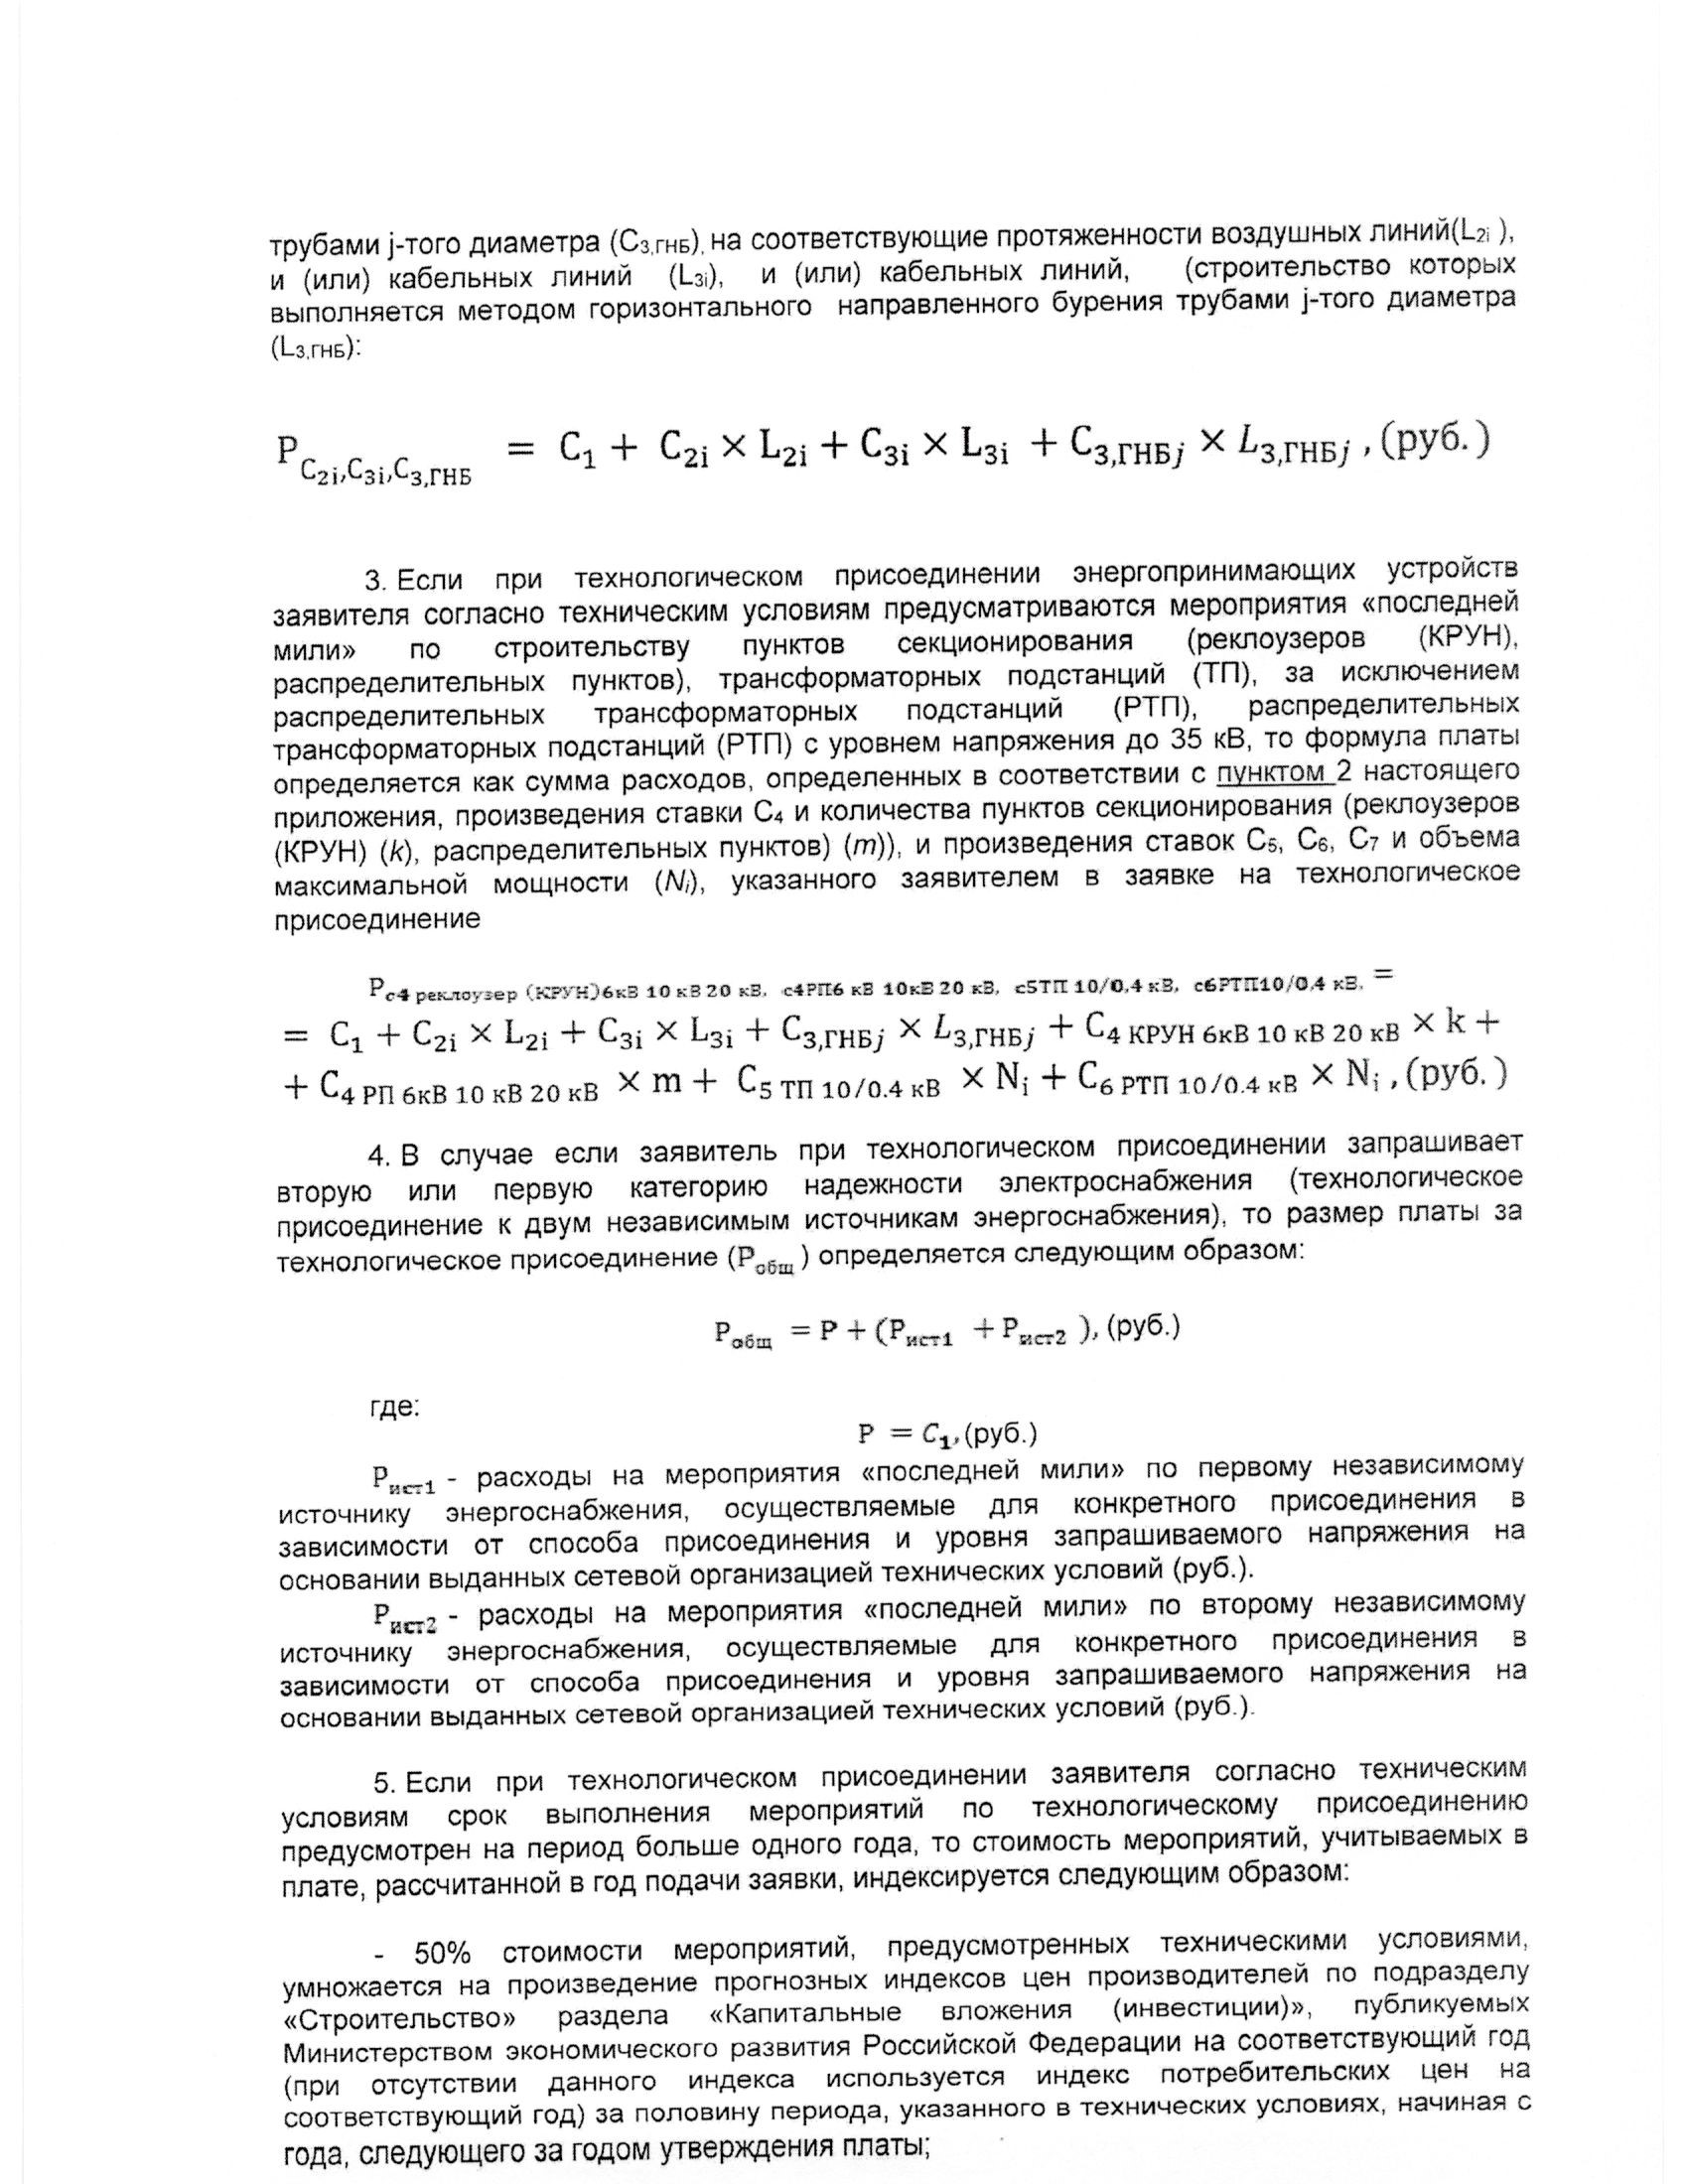 трубами j-того диаметра (С3,ГНБ), на соответствующие протяженности воздушных линий(L2i ),
и (или) кабельных линий (L3i), и (или) кабельных линий, (строительство которых
выполняется методом горизонтального направленного бурения трубами j-того диаметра
(L3,ГНБ):
P C2i,C3i,C3,ГНБ = C1 + C2i × L2i + C3i × L3i + C3,ГНБj × L3,ГНБj , (руб.)
3. Если при технологическом присоединении энергопринимающих устройств
заявителя согласно техническим условиям предусматриваются мероприятия «последней
мили» по строительству пунктов секционирования (реклоузеров (КРУН),
распределительных пунктов), трансформаторных подстанций (ТП), за исключением
распределительных трансформаторных подстанций (РТП), распределительных
трансформаторных подстанций (РТП) с уровнем напряжения до 35 кВ, то формула платы
определяется как сумма расходов, определенных в соответствии с пунктом 2 настоящего
приложения, произведения ставки С4 и количества пунктов секционирования (реклоузеров
(КРУН) (k), распределительных пунктов) (m)), и произведения ставок С5, С6, С7 и объема
максимальной мощности (Ni), указанного заявителем в заявке на технологическое
присоединение
Pc4 реклоузер (КРУН)6кВ 10 кВ 20 кВ, c4РП6 кВ 10кВ 20 кВ, c5ТП 10/0,4 кВ, c6РТП10/0,4 кВ, =
= C1 + C2i × L2i + C3i × L3i + C3,ГНБj × L3,ГНБj + C4 КРУН 6кВ 10 кВ 20 кВ × k +
+ C4 РП 6кВ 10 кВ 20 кВ × m + C5 ТП 10/0.4 кВ × Ni + C6 РТП 10/0.4 кВ × Ni , (руб. )
4. В случае если заявитель при технологическом присоединении запрашивает
вторую или первую категорию надежности электроснабжения (технологическое
присоединение к двум независимым источникам энергоснабжения), то размер платы за
технологическое присоединение (Pобщ ) определяется следующим образом:
Pобщ = P + (Pист1 + Pист2 ), (руб.)
где:
P = C1, (руб.)
Pист1 - расходы на мероприятия «последней мили» по первому независимому
источнику энергоснабжения, осуществляемые для конкретного присоединения в
зависимости от способа присоединения и уровня запрашиваемого напряжения на
основании выданных сетевой организацией технических условий (руб.).
Pист2 - расходы на мероприятия «последней мили» по второму независимому
источнику энергоснабжения, осуществляемые для конкретного присоединения в
зависимости от способа присоединения и уровня запрашиваемого напряжения на
основании выданных сетевой организацией технических условий (руб.).
5. Если при технологическом присоединении заявителя согласно техническим
условиям срок выполнения мероприятий по технологическому присоединению
предусмотрен на период больше одного года, то стоимость мероприятий, учитываемых в
плате, рассчитанной в год подачи заявки, индексируется следующим образом:
- 50% стоимости мероприятий, предусмотренных техническими условиями,
умножается на произведение прогнозных индексов цен производителей по подразделу
«Строительство» раздела «Капитальные вложения (инвестиции)», публикуемых
Министерством экономического развития Российской Федерации на соответствующий год
(при отсутствии данного индекса используется индекс потребительских цен на
соответствующий год) за половину периода, указанного в технических условиях, начиная с
года, следующего за годом утверждения платы;